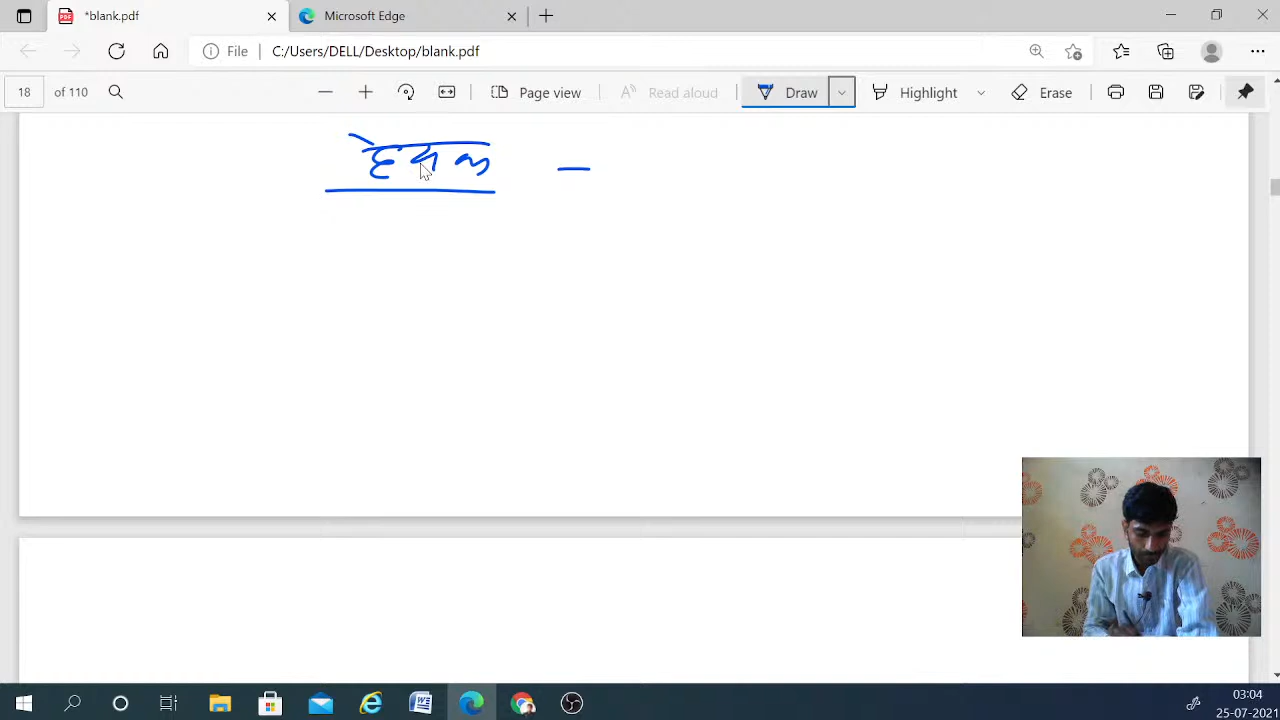 *blank.pdf
Microsoft Edge
File C:/Users/DELL/Desktop/blank.pdf
18 of 110 Page view Read aloud Draw Highlight Erase
—
03:04
25-07-2021